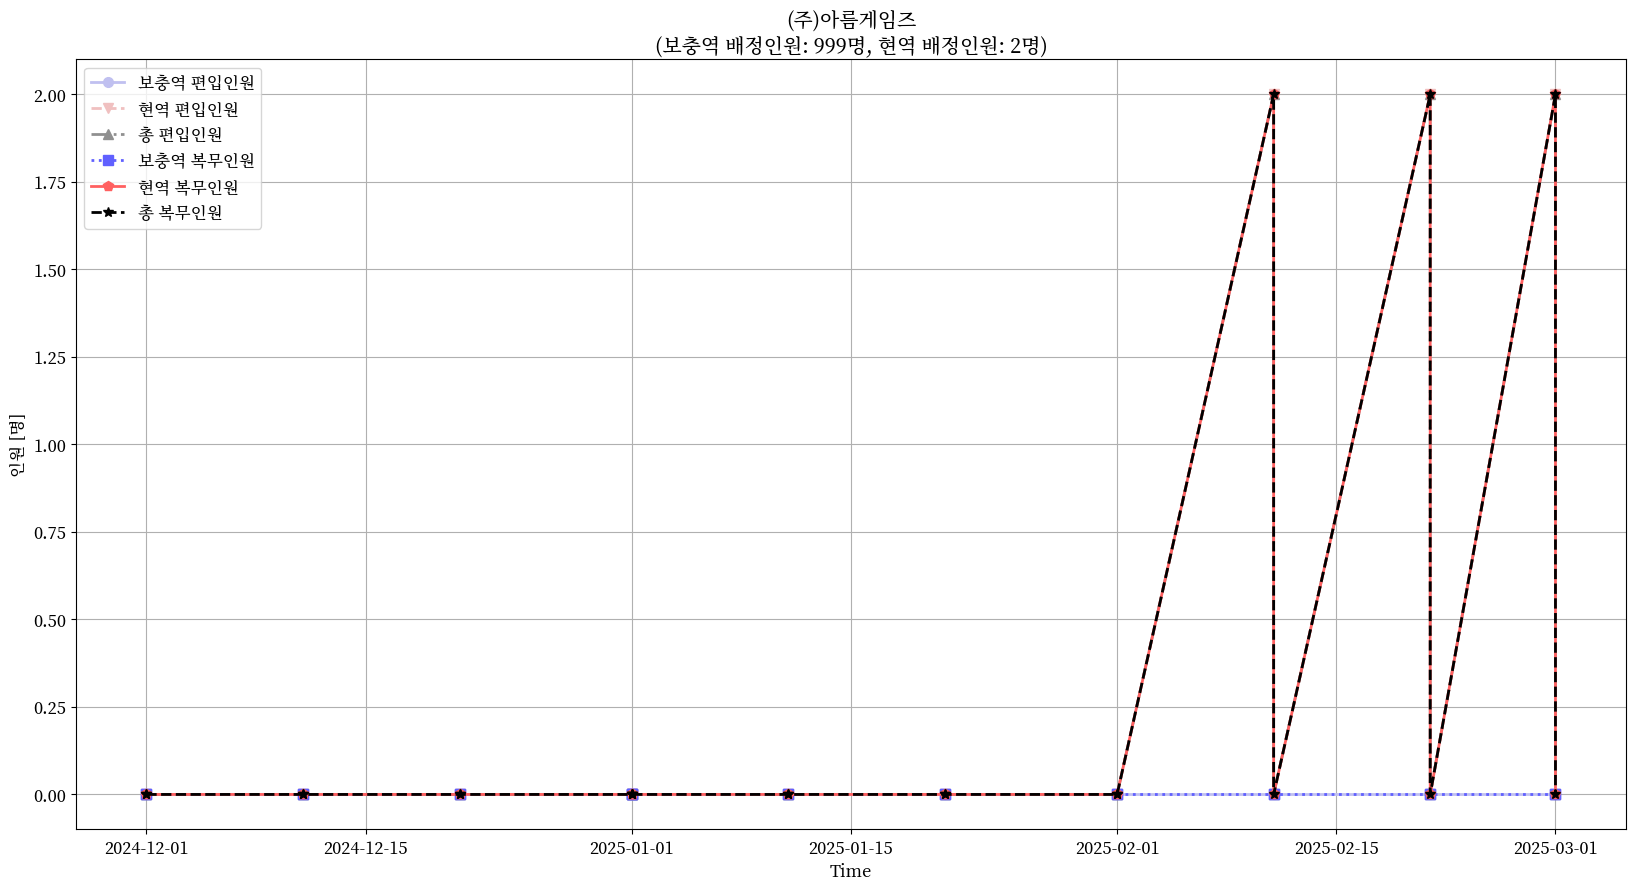 (주)아름게임즈
(보충역 배정인원: 999명, 현역 배정인원: 2명)
보충역 편입인원
현역 편입인원
총 편입인원
보충역 복무인원
현역 복무인원
총 복무인원
2.00
1.75
1.50
1.25
1.00
0.75
0.50
0.25
0.00
인원 [명]
2024-12-01
2024-12-15
2025-01-01
2025-01-15
2025-02-01
2025-02-15
2025-03-01
Time